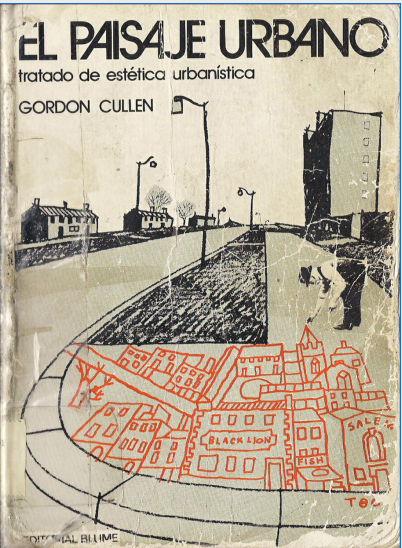 EL PAISAJE URBANO
tratado de estética urbanística
GORDON CULLEN
BLACK LION
FISH
SALE
EDITORIAL BLUME